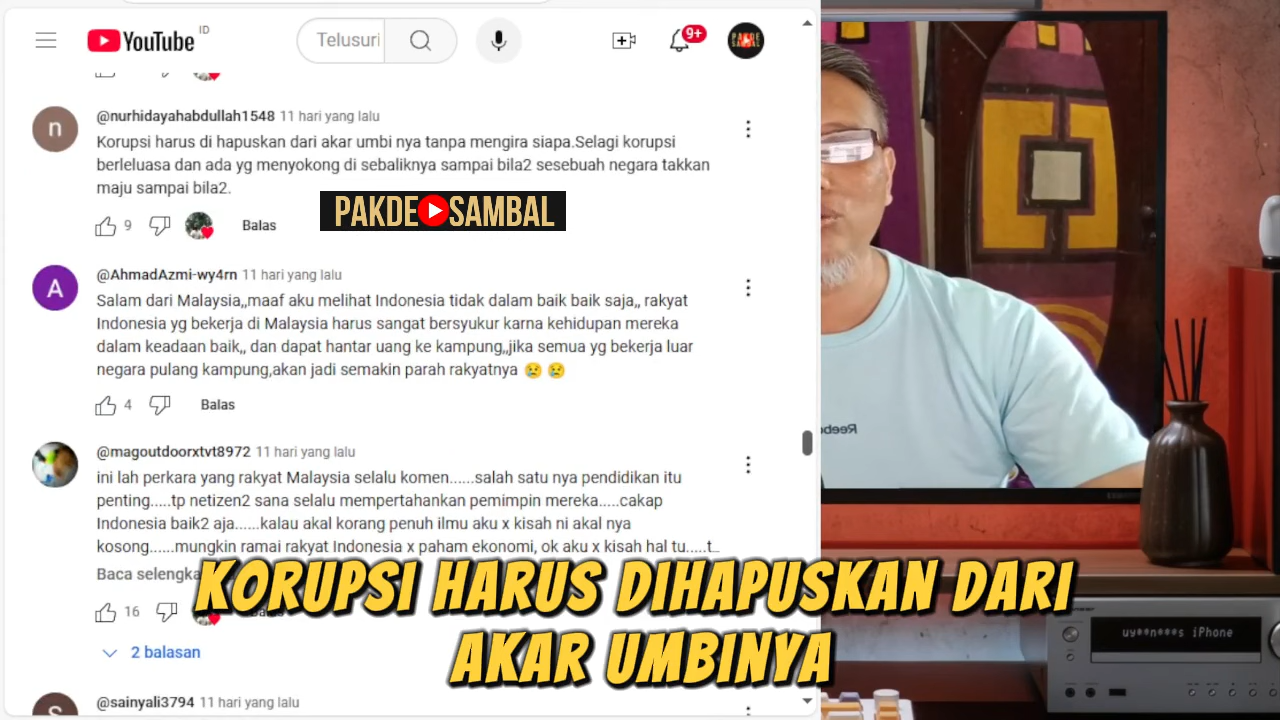 YouTube ID
Telusuri
9+
PAKDE SAMBAL
@nurhidayahabdullah1548 11 hari yang lalu
Korupsi harus di hapuskan dari akar umbi nya tanpa mengira siapa.Selagi korupsi
berleluasa dan ada yg menyokong di sebaliknya sampai bila2 sesebuah negara takkan
maju sampai bila2.
PAKDE SAMBAL
9 Balas
@AhmadAzmi-wy4rn 11 hari yang lalu
Salam dari Malaysia,,maaf aku melihat Indonesia tidak dalam baik baik saja,, rakyat
Indonesia yg bekerja di Malaysia harus sangat bersyukur karna kehidupan mereka
dalam keadaan baik,, dan dapat hantar uang ke kampung,,jika semua yg bekerja luar
negara pulang kampung,akan jadi semakin parah rakyatnya 😢 😢
4 Balas
@magoutdoorxtvt8972 11 hari yang lalu
ini lah perkara yang rakyat Malaysia selalu komen......salah satu nya pendidikan itu
penting.....tp netizen2 sana selalu mempertahankan pemimpin mereka.....cakap
Indonesia baik2 aja......kalau akal korang penuh ilmu aku x kisah ni akal nya
kosong......mungkin ramai rakyat Indonesia x paham ekonomi, ok aku x kisah hal tu.....t...
Baca selengka
16
2 balasan
@sainyali3794 11 hari yang lalu
KORUPSI HARUS DIHAPUSKAN DARI
AKAR UMBINYA
Reebo
uy**n***s iPhone